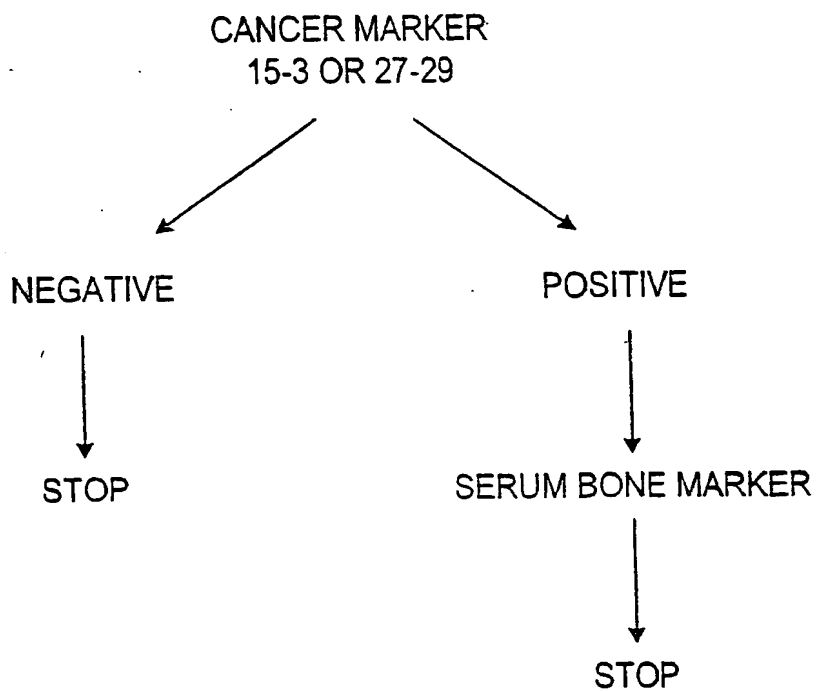 CANCER MARKER
15-3 OR 27-29
NEGATIVE
POSITIVE
STOP
SERUM BONE MARKER
STOP